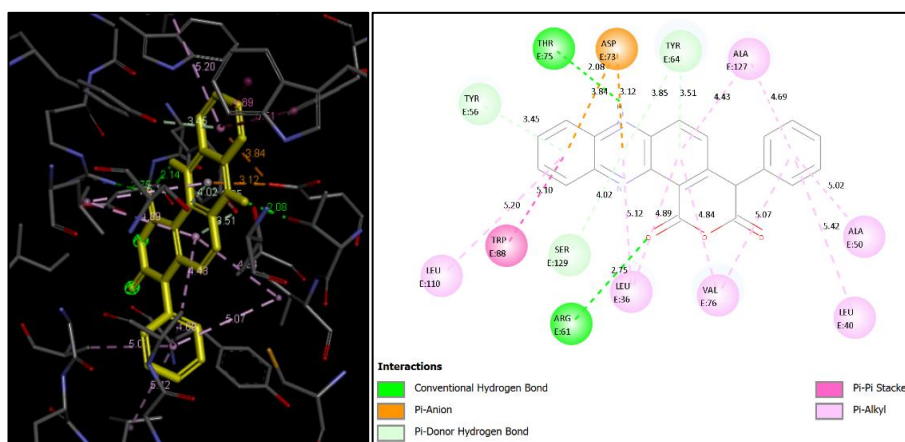 5.20
3.45
3.84
3.12
2.14
4.02
2.08
3.51
4.43
5.07
THR
E:75
ASP
E:73
TYR
E:64
ALA
E:127
2.08
3.84
3.12
3.85
3.51
4.43
4.69
TYR
E:56
3.45
4.02
5.10
5.20
5.12
4.89
4.84
5.07
5.02
5.42
TRP
E:88
SER
E:129
LEU
E:110
2.75
LEU
E:36
VAL
E:76
ALA
E:50
ARG
E:61
LEU
E:40
Interactions
Conventional Hydrogen Bond
Pi-Anion
Pi-Donor Hydrogen Bond
Pi-Pi Stacke
Pi-Alkyl